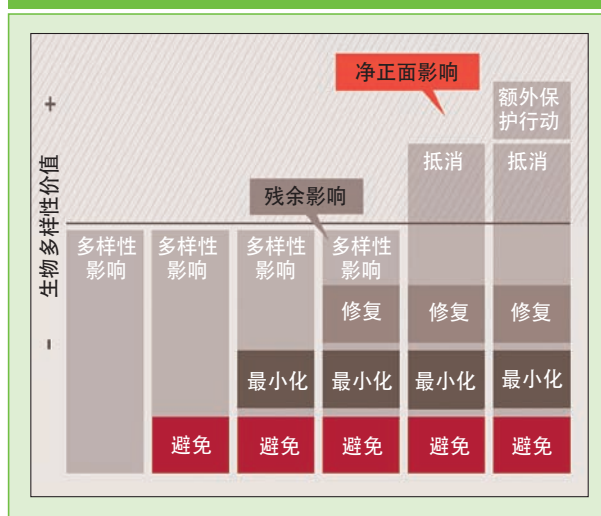 净正面影响
额外保
护行动
+
抵消
抵消
残余影响
生物多样性价值
多样性
影响
多样性
影响
多样性
影响
多样性
影响
修复
修复
修复
-
最小化
最小化
最小化
最小化
避免
避免
避免
避免
避免